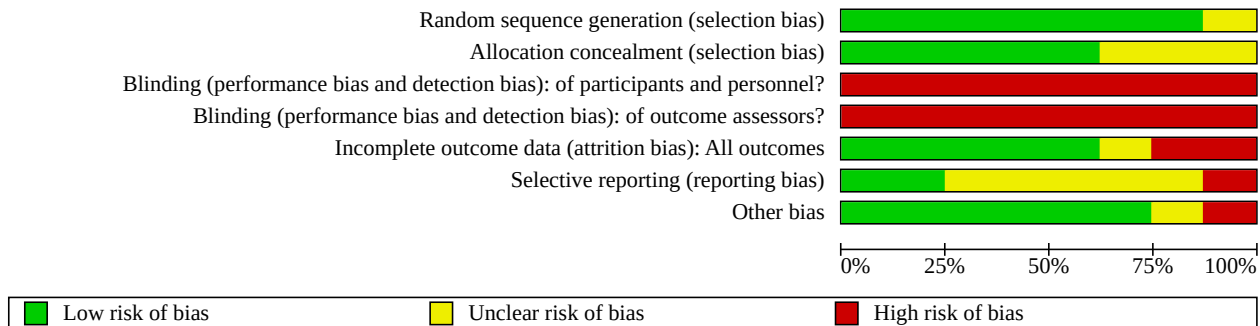 Random sequence generation (selection bias)
Allocation concealment (selection bias)
Blinding (performance bias and detection bias): of participants and personnel?
Blinding (performance bias and detection bias): of outcome assessors?
Incomplete outcome data (attrition bias): All outcomes
Selective reporting (reporting bias)
Other bias
0% 25% 50% 75% 100%
Low risk of bias Unclear risk of bias High risk of bias